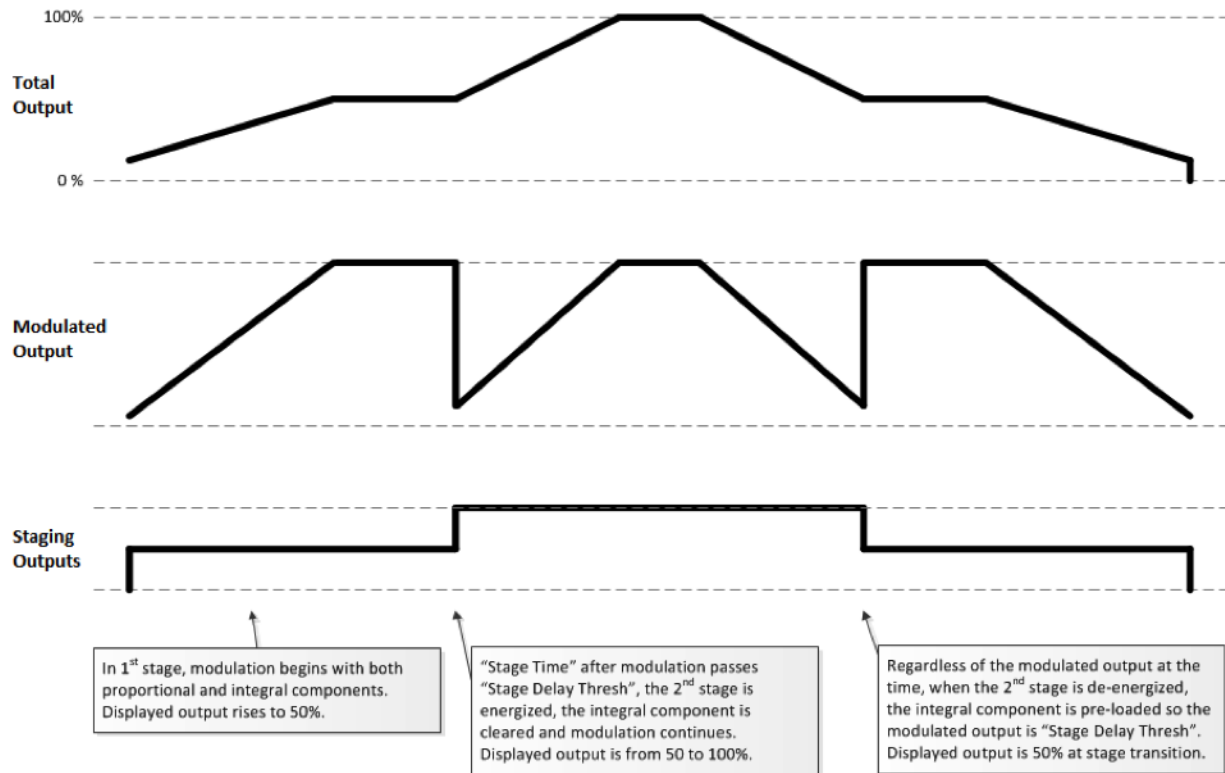 100%
Total
Output
0 %
Modulated
Output
Staging
Outputs
In 1st stage, modulation begins with both
proportional and integral components.
Displayed output rises to 50%.
“Stage Time” after modulation passes
“Stage Delay Thresh”, the 2nd stage is
energized, the integral component is
cleared and modulation continues.
Displayed output is from 50 to 100%.
Regardless of the modulated output at the
time, when the 2nd stage is de-energized,
the integral component is pre-loaded so the
modulated output is “Stage Delay Thresh”.
Displayed output is 50% at stage transition.